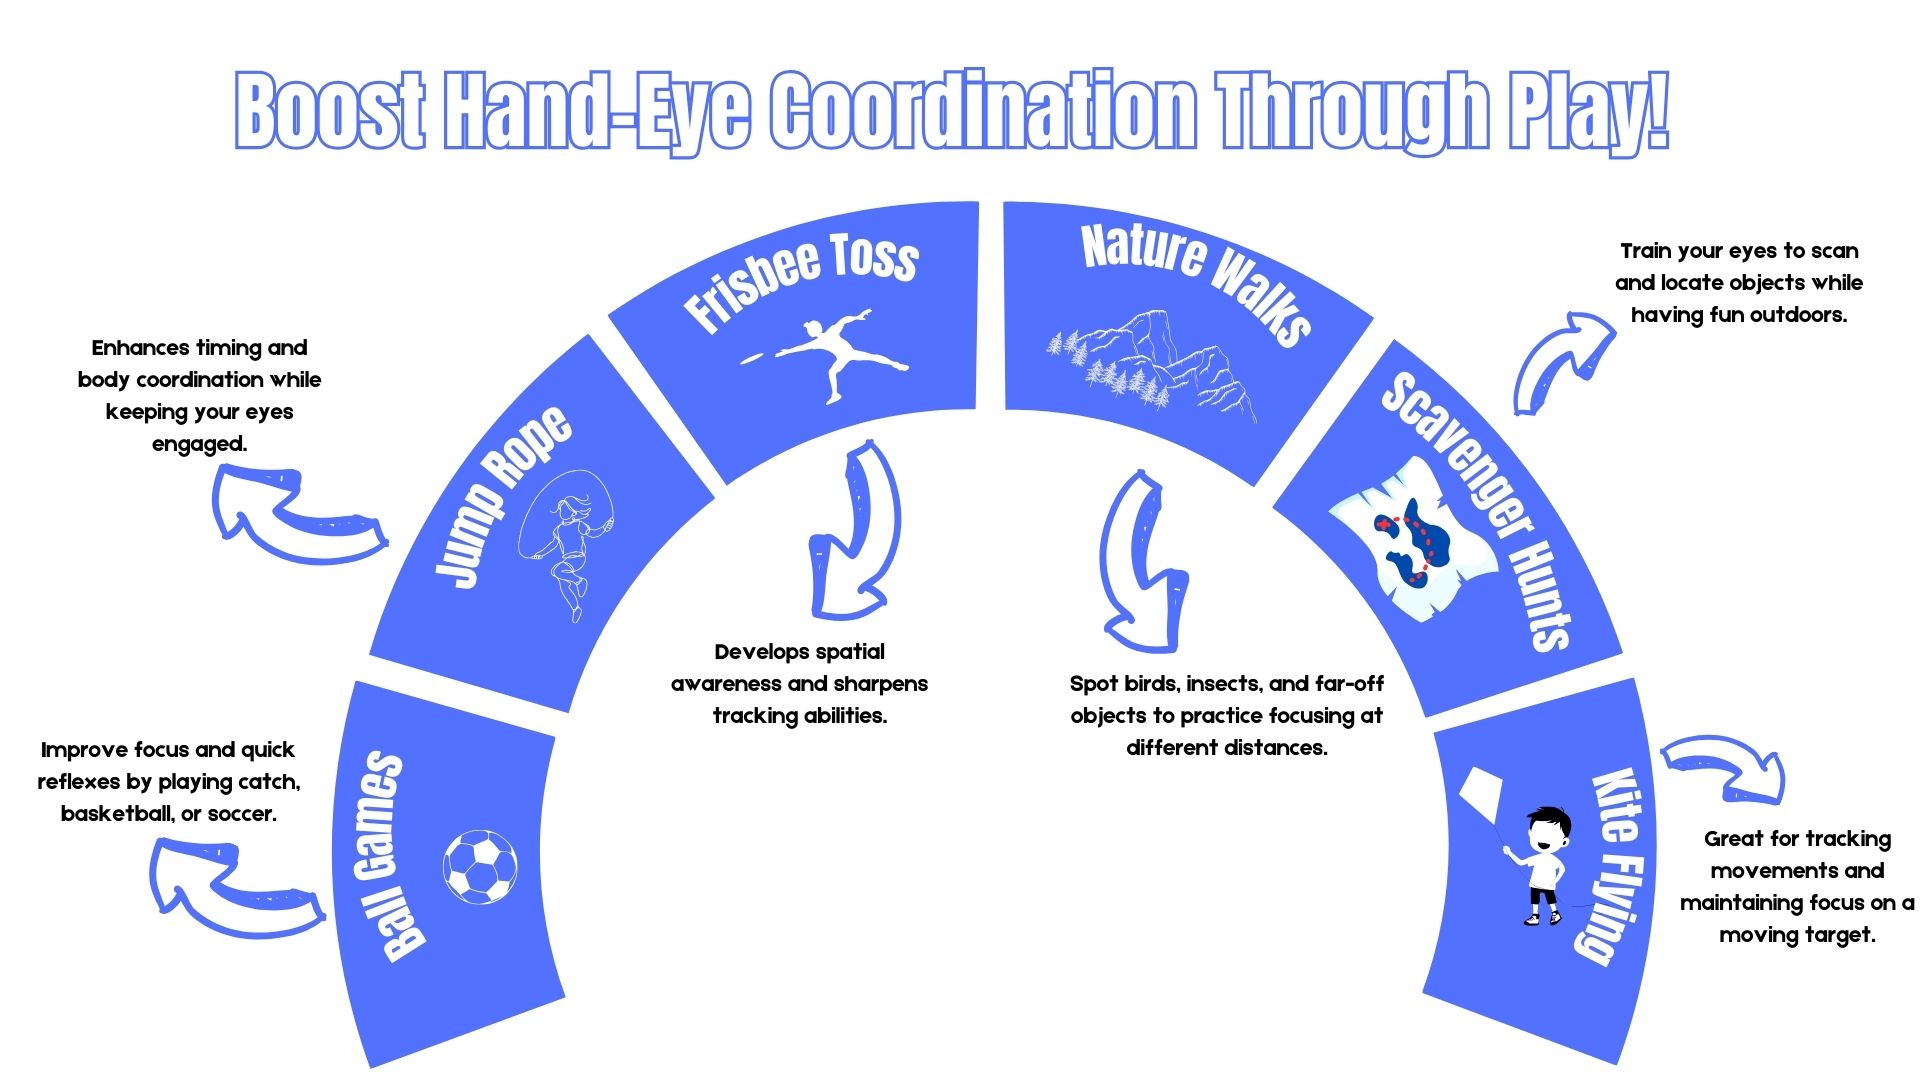 Boost Hand-Eye Coordination Through Play!
Ball Games
Improve focus and quick
reflexes by playing catch,
basketball, or soccer.
Jump Rope
Enhances timing and
body coordination while
keeping your eyes
engaged.
Frisbee Toss
Develops spatial
awareness and sharpens
tracking abilities.
Nature Walks
Spot birds, insects, and far-off
objects to practice focusing at
different distances.
Scavenger Hunts
Train your eyes to scan
and locate objects while
having fun outdoors.
Kite Flying
Great for tracking
movements and
maintaining focus on a
moving target.